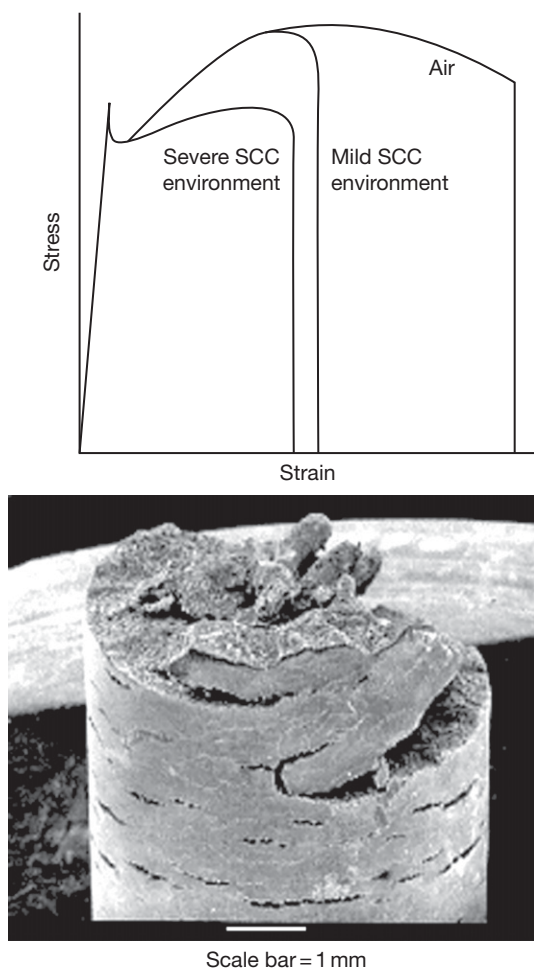 Air
Severe SCC
environment
Mild SCC
environment
Stress
Strain
Scale bar = 1 mm